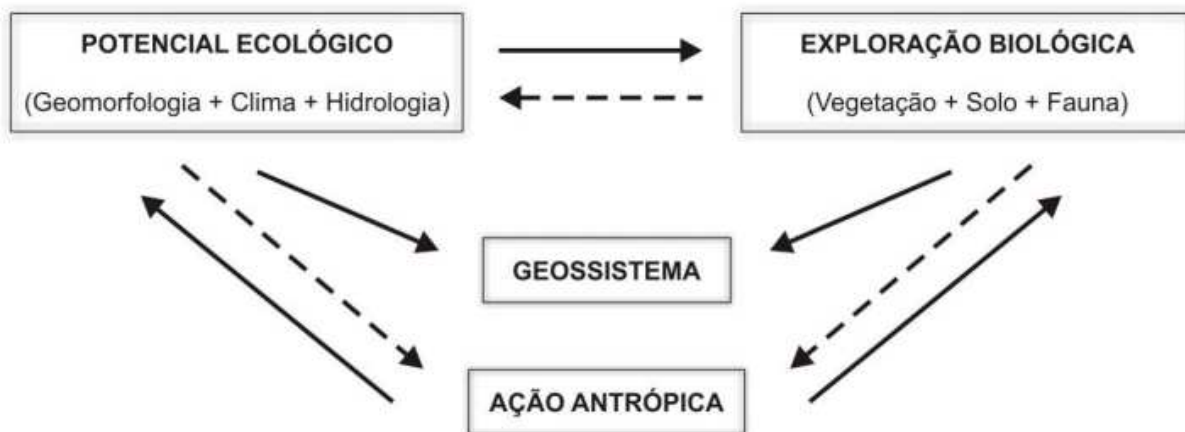 POTENCIAL ECOLÓGICO
(Geomorfologia + Clima + Hidrologia)
EXPLORAÇÃO BIOLÓGICA
(Vegetação + Solo + Fauna)
GEOSSISTEMA
AÇÃO ANTRÓPICA